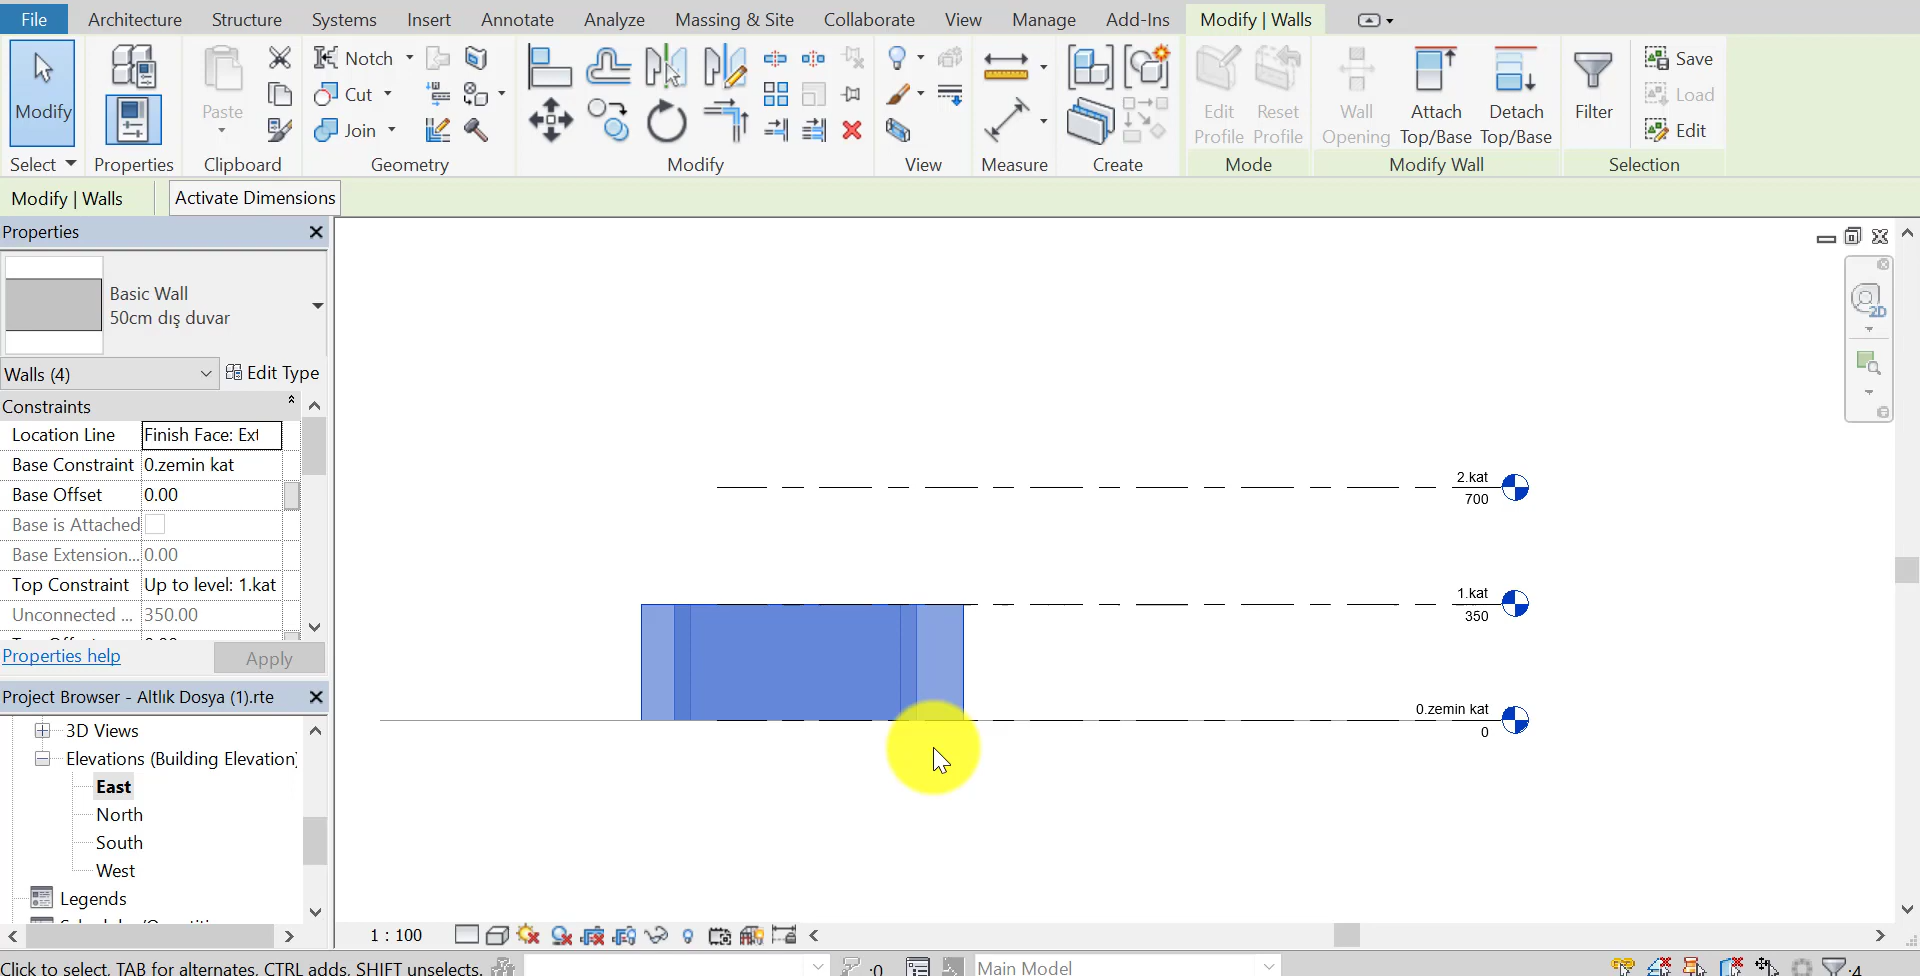 File Architecture Structure Systems Insert Annotate Analyze Massing & Site Collaborate View Manage Add-Ins Modify | Walls
Modify
Paste
Notch
Cut
Join
Edit Profile
Reset Profile
Wall Opening
Attach Top/Base
Detach Top/Base
Filter
Save
Load
Edit
Select Properties Clipboard Geometry Modify View Measure Create Mode Modify Wall Selection
Modify | Walls Activate Dimensions
Properties
Basic Wall
50cm dış duvar
Walls (4) Edit Type
Constraints
Location Line Finish Face: Ext
Base Constraint 0.zemin kat
Base Offset 0.00
Base is Attached
Base Extension... 0.00
Top Constraint Up to level: 1.kat
Unconnected ... 350.00
Properties help Apply
Project Browser - Altlık Dosya (1).rte
3D Views
Elevations (Building Elevation)
East
North
South
West
Legends
2D
2.kat
700
1.kat
350
0.zemin kat
0
1 : 100
Click to select, TAB for alternates, CTRL adds, SHIFT unselects.
:0
Main Model
:4